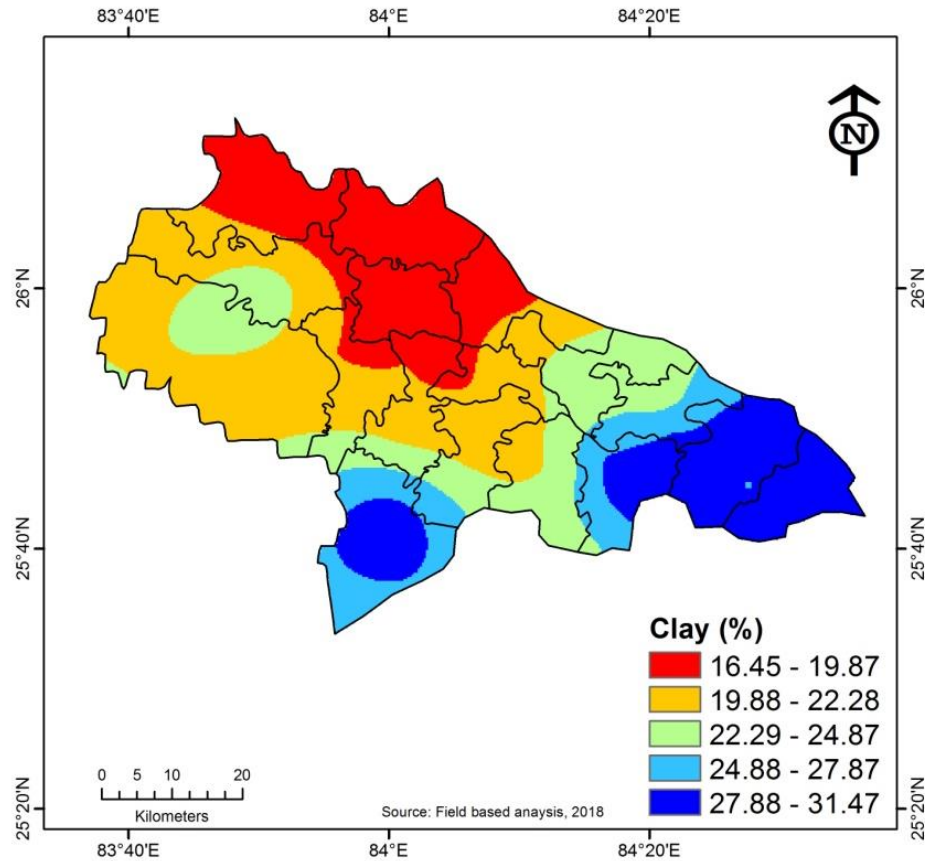 83°40'E 84°0'E 84°20'E
N
26°N 26°N
25°40'N 25°40'N
25°20'N 25°20'N
Clay (%)
16.45 - 19.87
19.88 - 22.28
22.29 - 24.87
24.88 - 27.87
27.88 - 31.47
0 5 10 20
Kilometers
Source: Field based anaysis, 2018
83°40'E 84°0'E 84°20'E